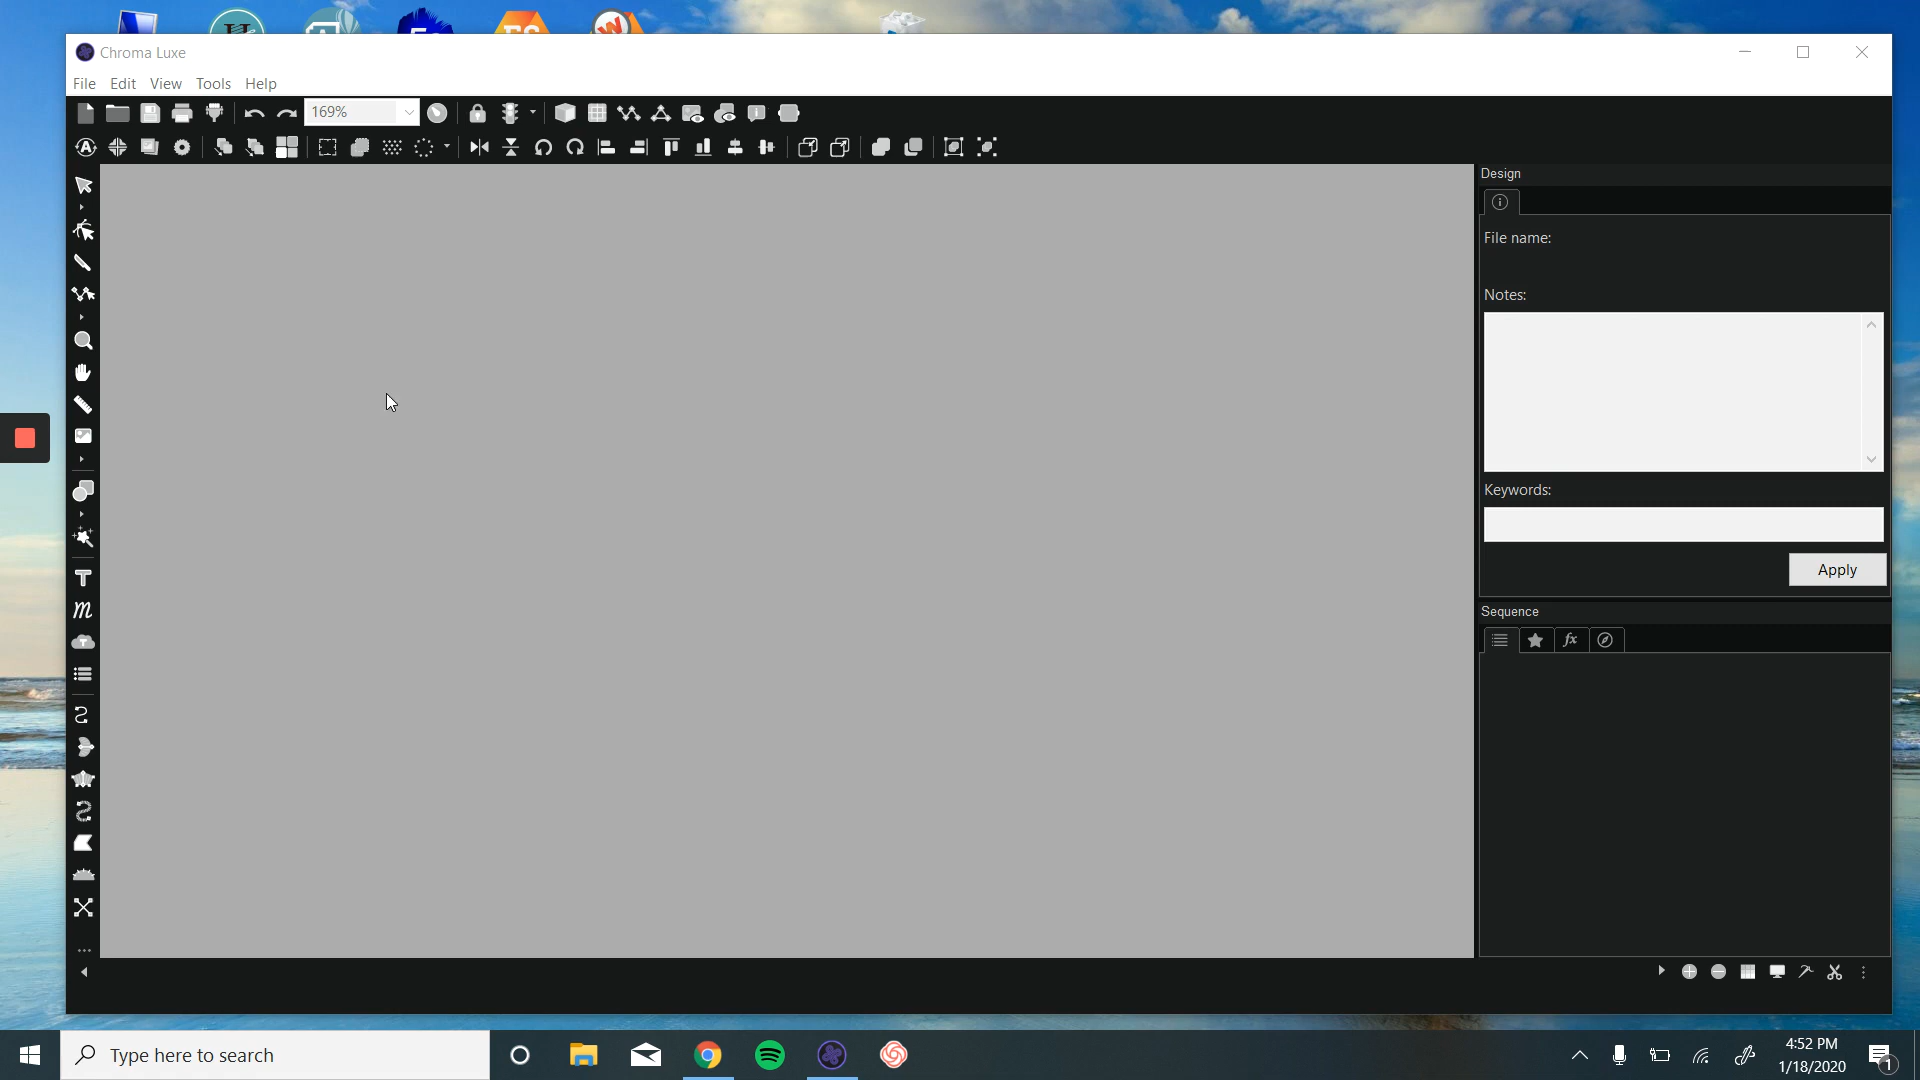 Chroma Luxe
File Edit View Tools Help
169%
Design
File name:
Notes:
Keywords:
Apply
Sequence
fx
Type here to search
4:52 PM
1/18/2020
1